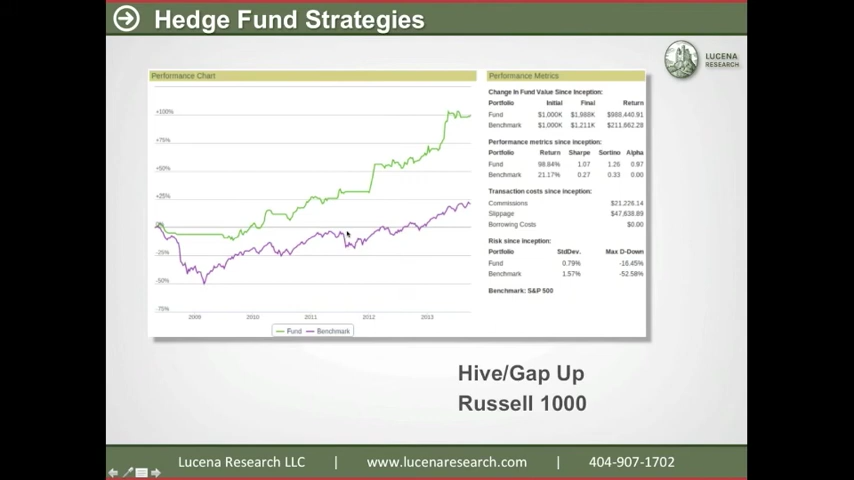 Hedge Fund Strategies
LUCENA
RESEARCH
Performance Chart
+100%
+75%
+50%
+25%
-25%
-50%
75%
2009 2010 2011 2012 2013
Fund Benchmark
Performance Metrics
Change In Fund Value Since Inception:
Portfolio Initial Final Return
Fund $1,000K $1,988K $988,440.91
Benchmark $1,000K $1,211K $211,662.28
Performance metrics since inception:
Portfolio Return Sharpe Sortino Alpha
Fund 98.84% 1.07 1.26 0.87
Benchmark 21.17% 0.27 0.33 0.00
Transaction costs since inception:
Commissions $21,226.14
Slippage $47,638.89
Borrowing Costs $0.00
Risk since inception:
Portfolio StdDev. Max D-Down
Fund 0.79% -16.45%
Benchmark 1.57% -52.58%
Benchmark: S&P 500
Hive/Gap Up
Russell 1000
Lucena Research LLC | www.lucenaresearch.com | 404-907-1702